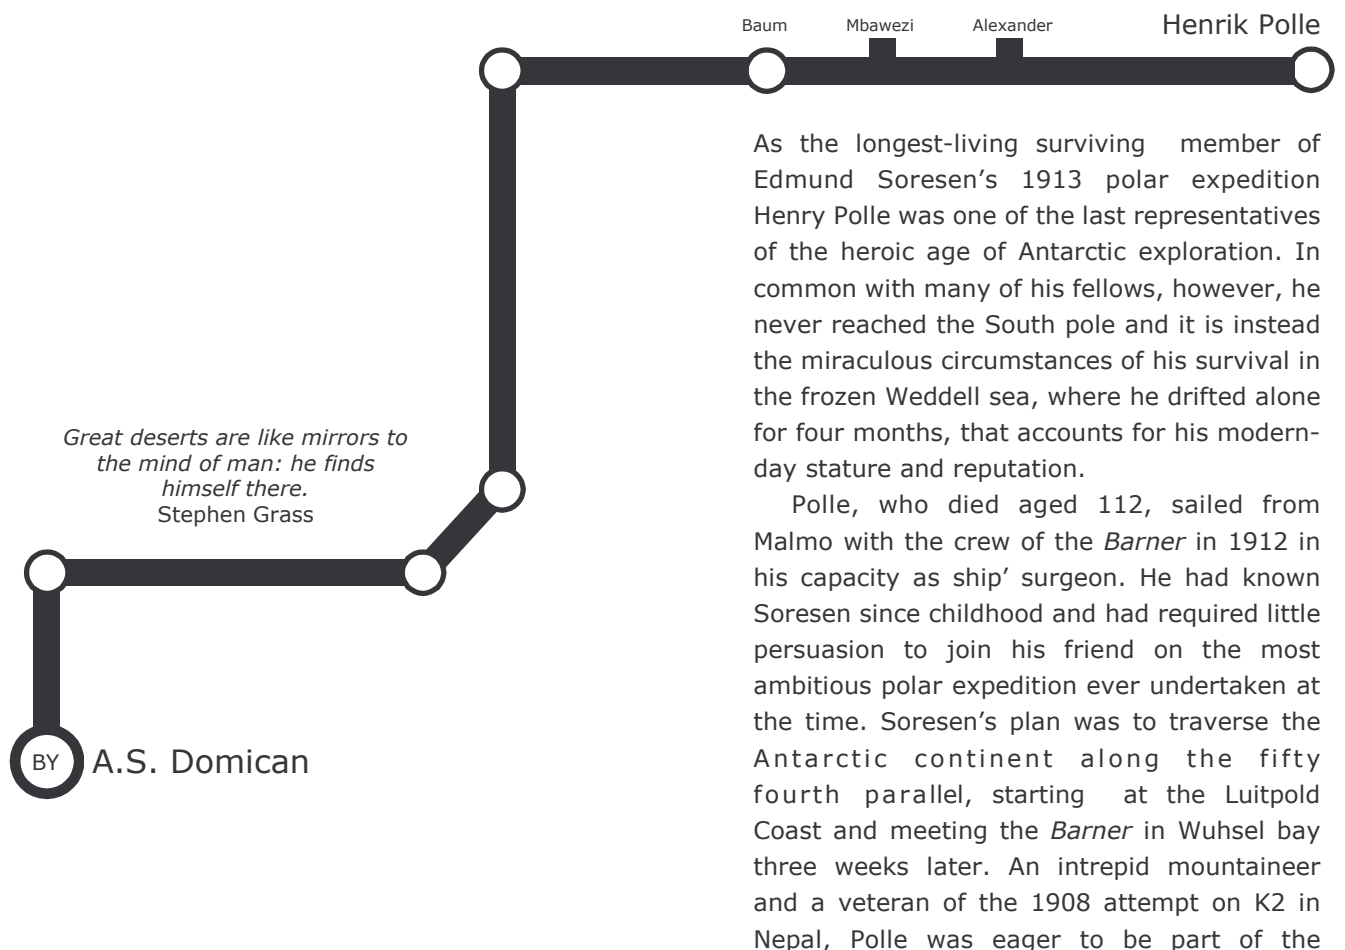 Baum
Mbawezi
Alexander
Henrik Polle
As the longest-living surviving member of
Edmund Soresen’s 1913 polar expedition
Henry Polle was one of the last representatives
of the heroic age of Antarctic exploration. In
common with many of his fellows, however, he
never reached the South pole and it is instead
the miraculous circumstances of his survival in
the frozen Weddell sea, where he drifted alone
for four months, that accounts for his modern-
day stature and reputation.
Polle, who died aged 112, sailed from
Malmo with the crew of the Barner in 1912 in
his capacity as ship’ surgeon. He had known
Soresen since childhood and had required little
persuasion to join his friend on the most
ambitious polar expedition ever undertaken at
the time. Soresen’s plan was to traverse the
Antarctic continent along the fifty
fourth parallel, starting at the Luitpold
Coast and meeting the Barner in Wuhsel bay
three weeks later. An intrepid mountaineer
and a veteran of the 1908 attempt on K2 in
Nepal, Polle was eager to be part of the
Great deserts are like mirrors to
the mind of man: he finds
himself there.
Stephen Grass
BY A.S. Domican